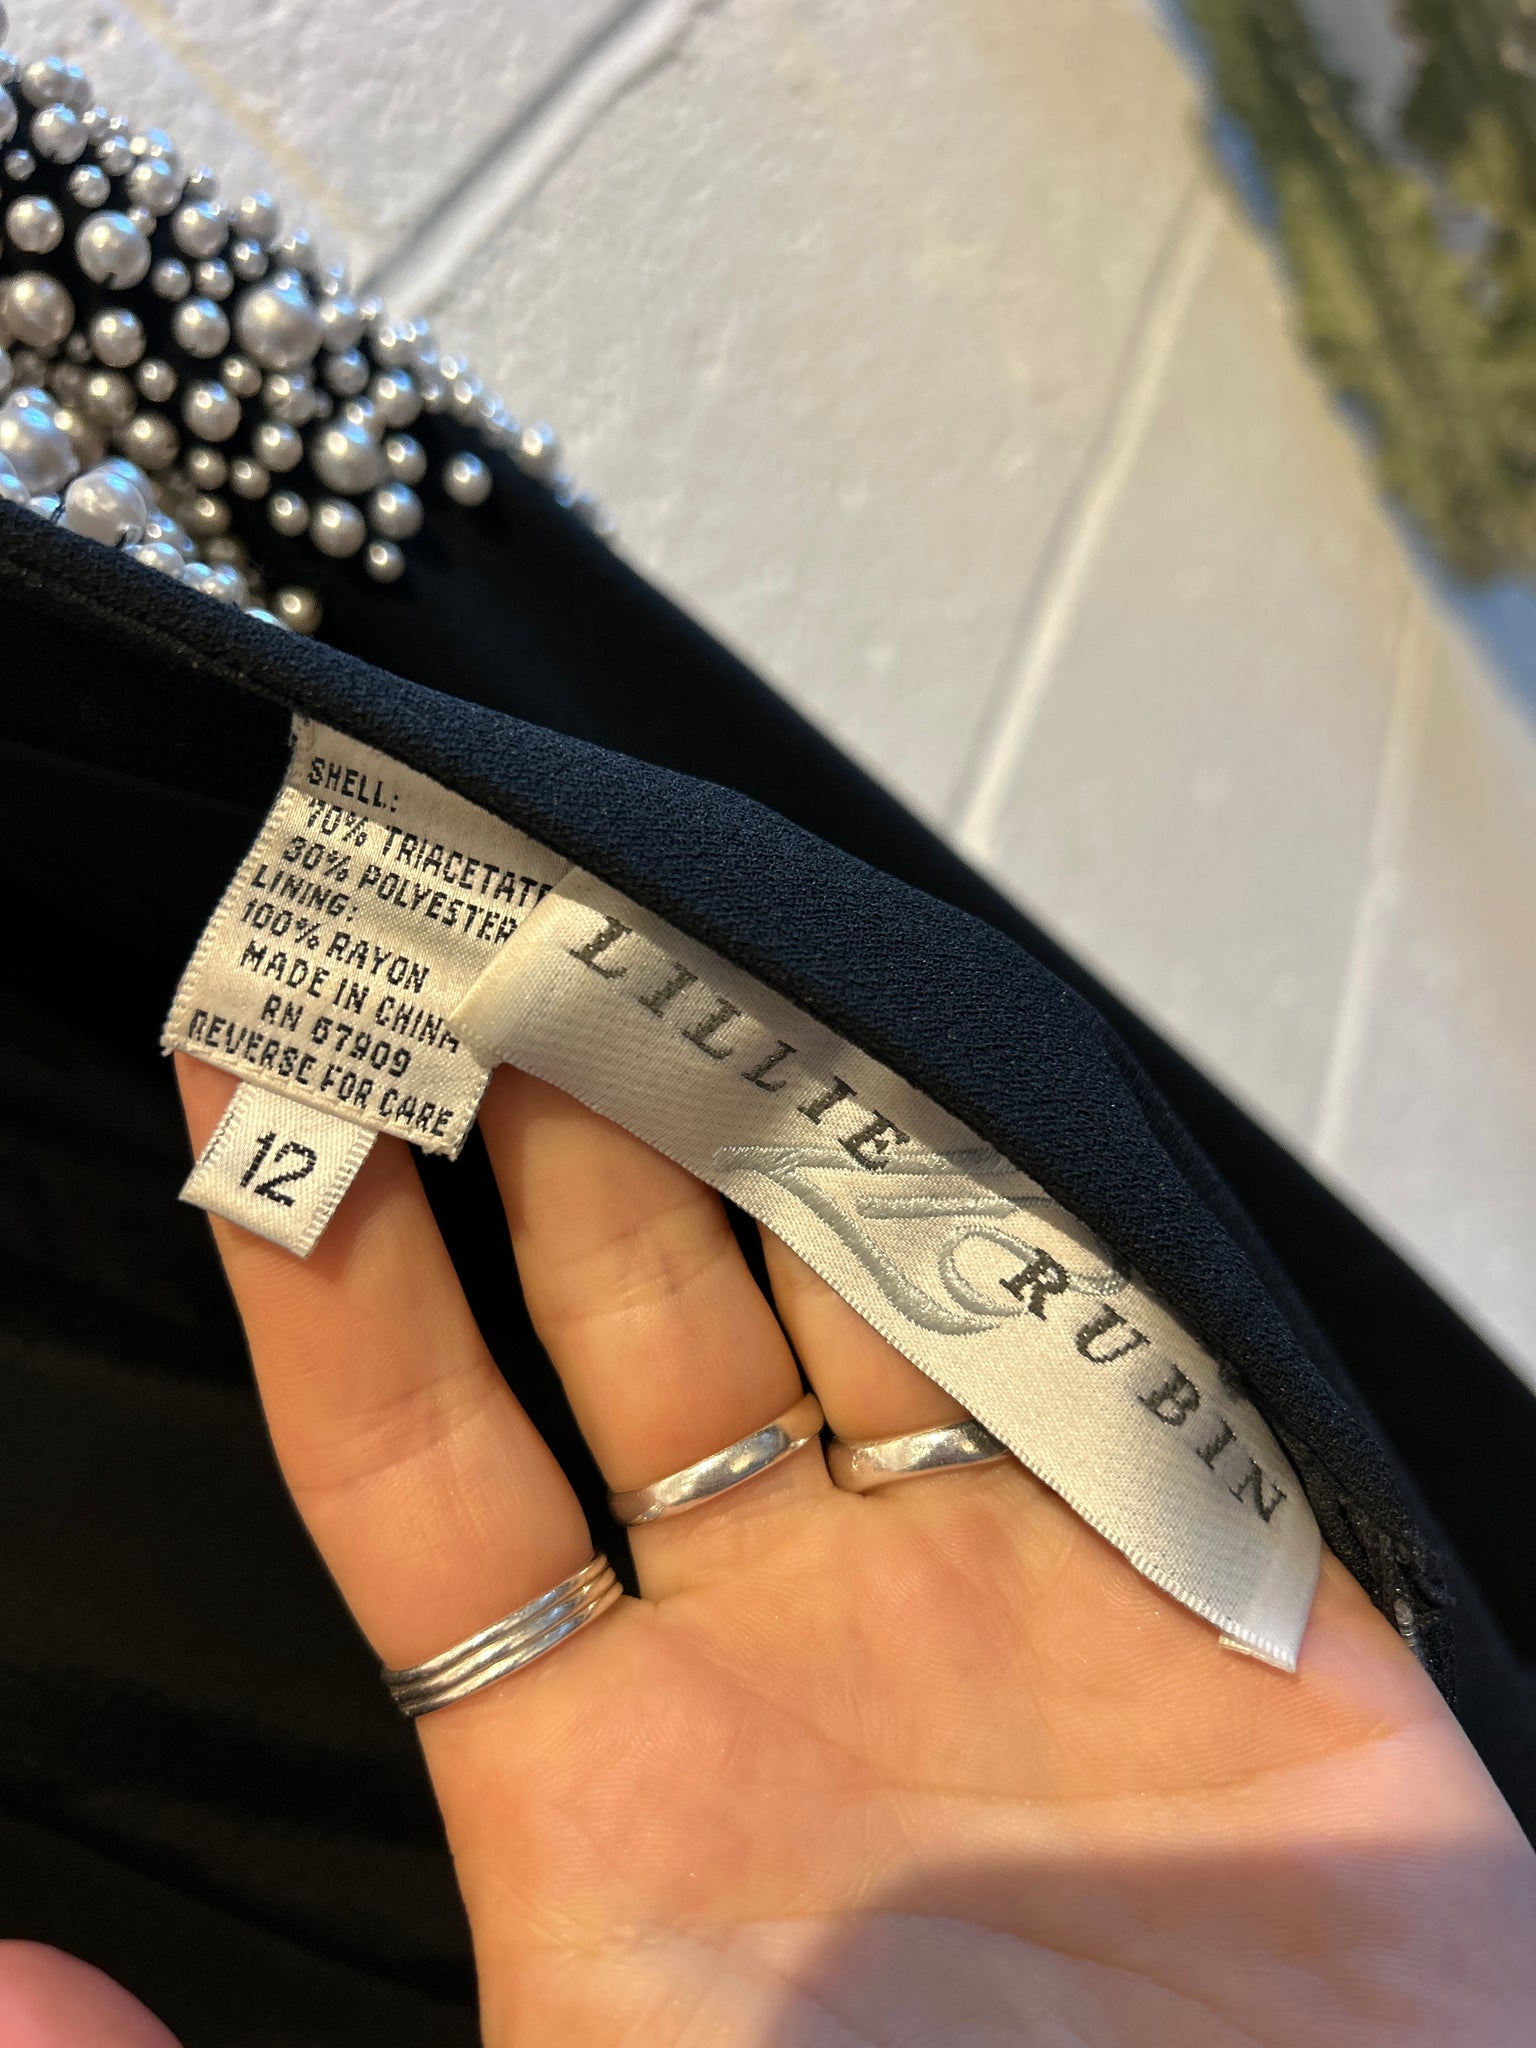 SHELL:
70% TRIACETATE
30% POLYESTER
LINING:
100% RAYON
MADE IN CHINA
RN 67909
REVERSE FOR CARE
12
LILLIE RUBIN